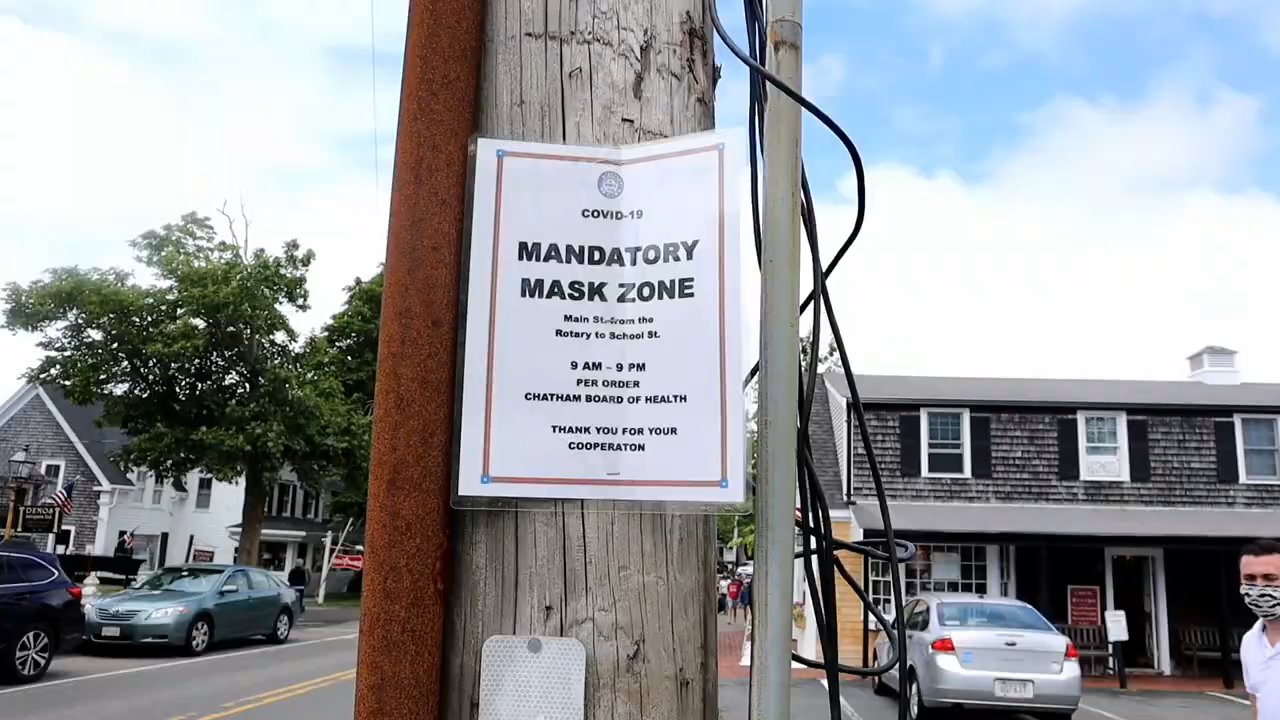 COVID-19
MANDATORY
MASK ZONE
Main St. from the
Rotary to School St.
9 AM – 9 PM
PER ORDER
CHATHAM BOARD OF HEALTH
THANK YOU FOR YOUR
COOPERATON
DENOS